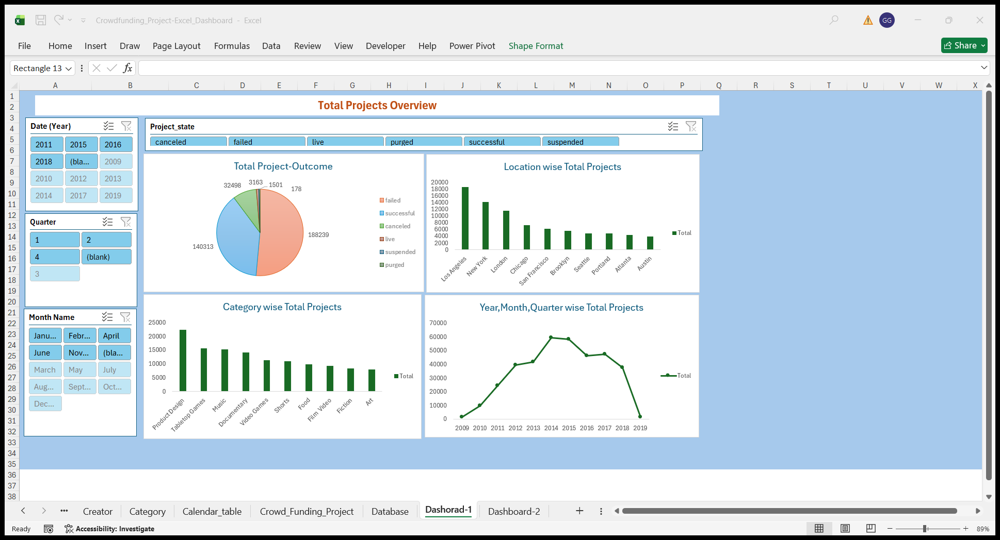 Crowdfunding_Project-Excel_Dashboard - Excel
GG
File Home Insert Draw Page Layout Formulas Data Review View Developer Help Power Pivot Shape Format Share
Rectangle 13 fx
A B C D E F G H I J K L M N O P Q R S T U V W X
1
2
3
4
5
6
7
8
9
10
11
12
13
14
15
16
17
18
19
20
21
22
23
24
25
26
27
28
29
30
31
32
33
34
35
36
37
38
Total Projects Overview
Date (Year)
2011 2015 2016
2018 (bla... 2009
2010 2012 2013
2014 2017 2019
Project_state
canceled failed live purged successful suspended
Quarter
1 2
4 (blank)
3
Month Name
Janu... Febr... April
June Nov... (bla...
March May July
Aug... Sept... Oct...
Dec...
Total Project-Outcome
32498 3163 1501 178
188239
140313
failed
successful
canceled
live
suspended
purged
Location wise Total Projects
20000
18000
16000
14000
12000
10000
8000
6000
4000
2000
0
Los Angeles New York London Chicago San Francisco Brooklyn Seattle Portland Atlanta Austin
Total
Category wise Total Projects
25000
20000
15000
10000
5000
0
Product Design Tabletop Games Music Documentary Video Games Shorts Food Film Video Fiction Art
Total
Year,Month,Quarter wise Total Projects
70000
60000
50000
40000
30000
20000
10000
0
2009 2010 2011 2012 2013 2014 2015 2016 2017 2018 2019
Total
Creator Category Calendar_table Crowd_Funding_Project Database Dashorad-1 Dashboard-2
Ready Accessibility: Investigate 89%